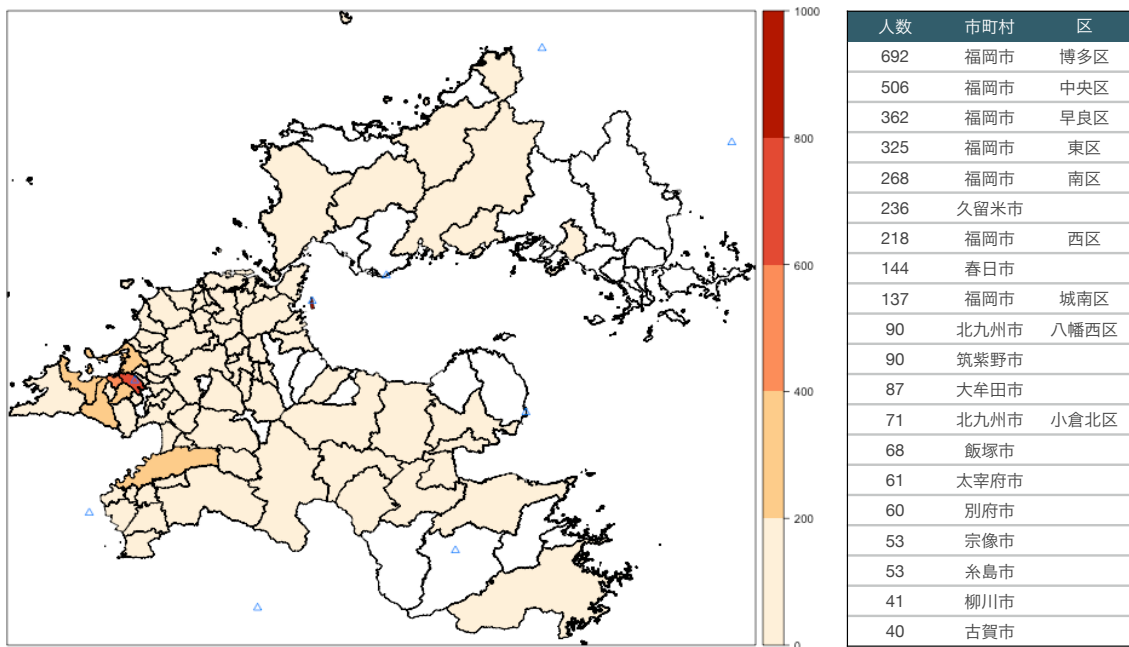 1000
800
600
400
200
0
人数 市町村 区
692 福岡市 博多区
506 福岡市 中央区
362 福岡市 早良区
325 福岡市 東区
268 福岡市 南区
236 久留米市
218 福岡市 西区
144 春日市
137 福岡市 城南区
90 北九州市 八幡西区
90 筑紫野市
87 大牟田市
71 北九州市 小倉北区
68 飯塚市
61 太宰府市
60 別府市
53 宗像市
53 糸島市
41 柳川市
40 古賀市